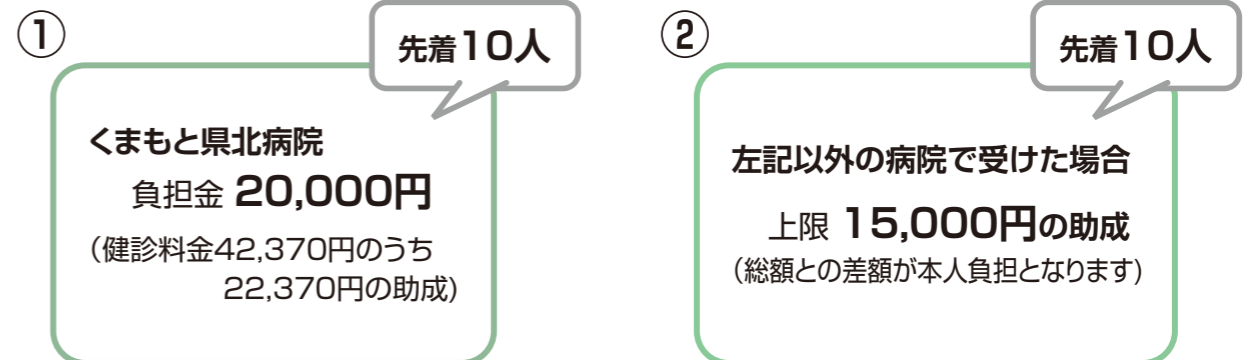 ①
先着10人
くまもと県北病院
負担金 20,000円
(健診料金42,370円のうち
22,370円の助成)
②
先着10人
左記以外の病院で受けた場合
上限 15,000円の助成
(総額との差額が本人負担となります)